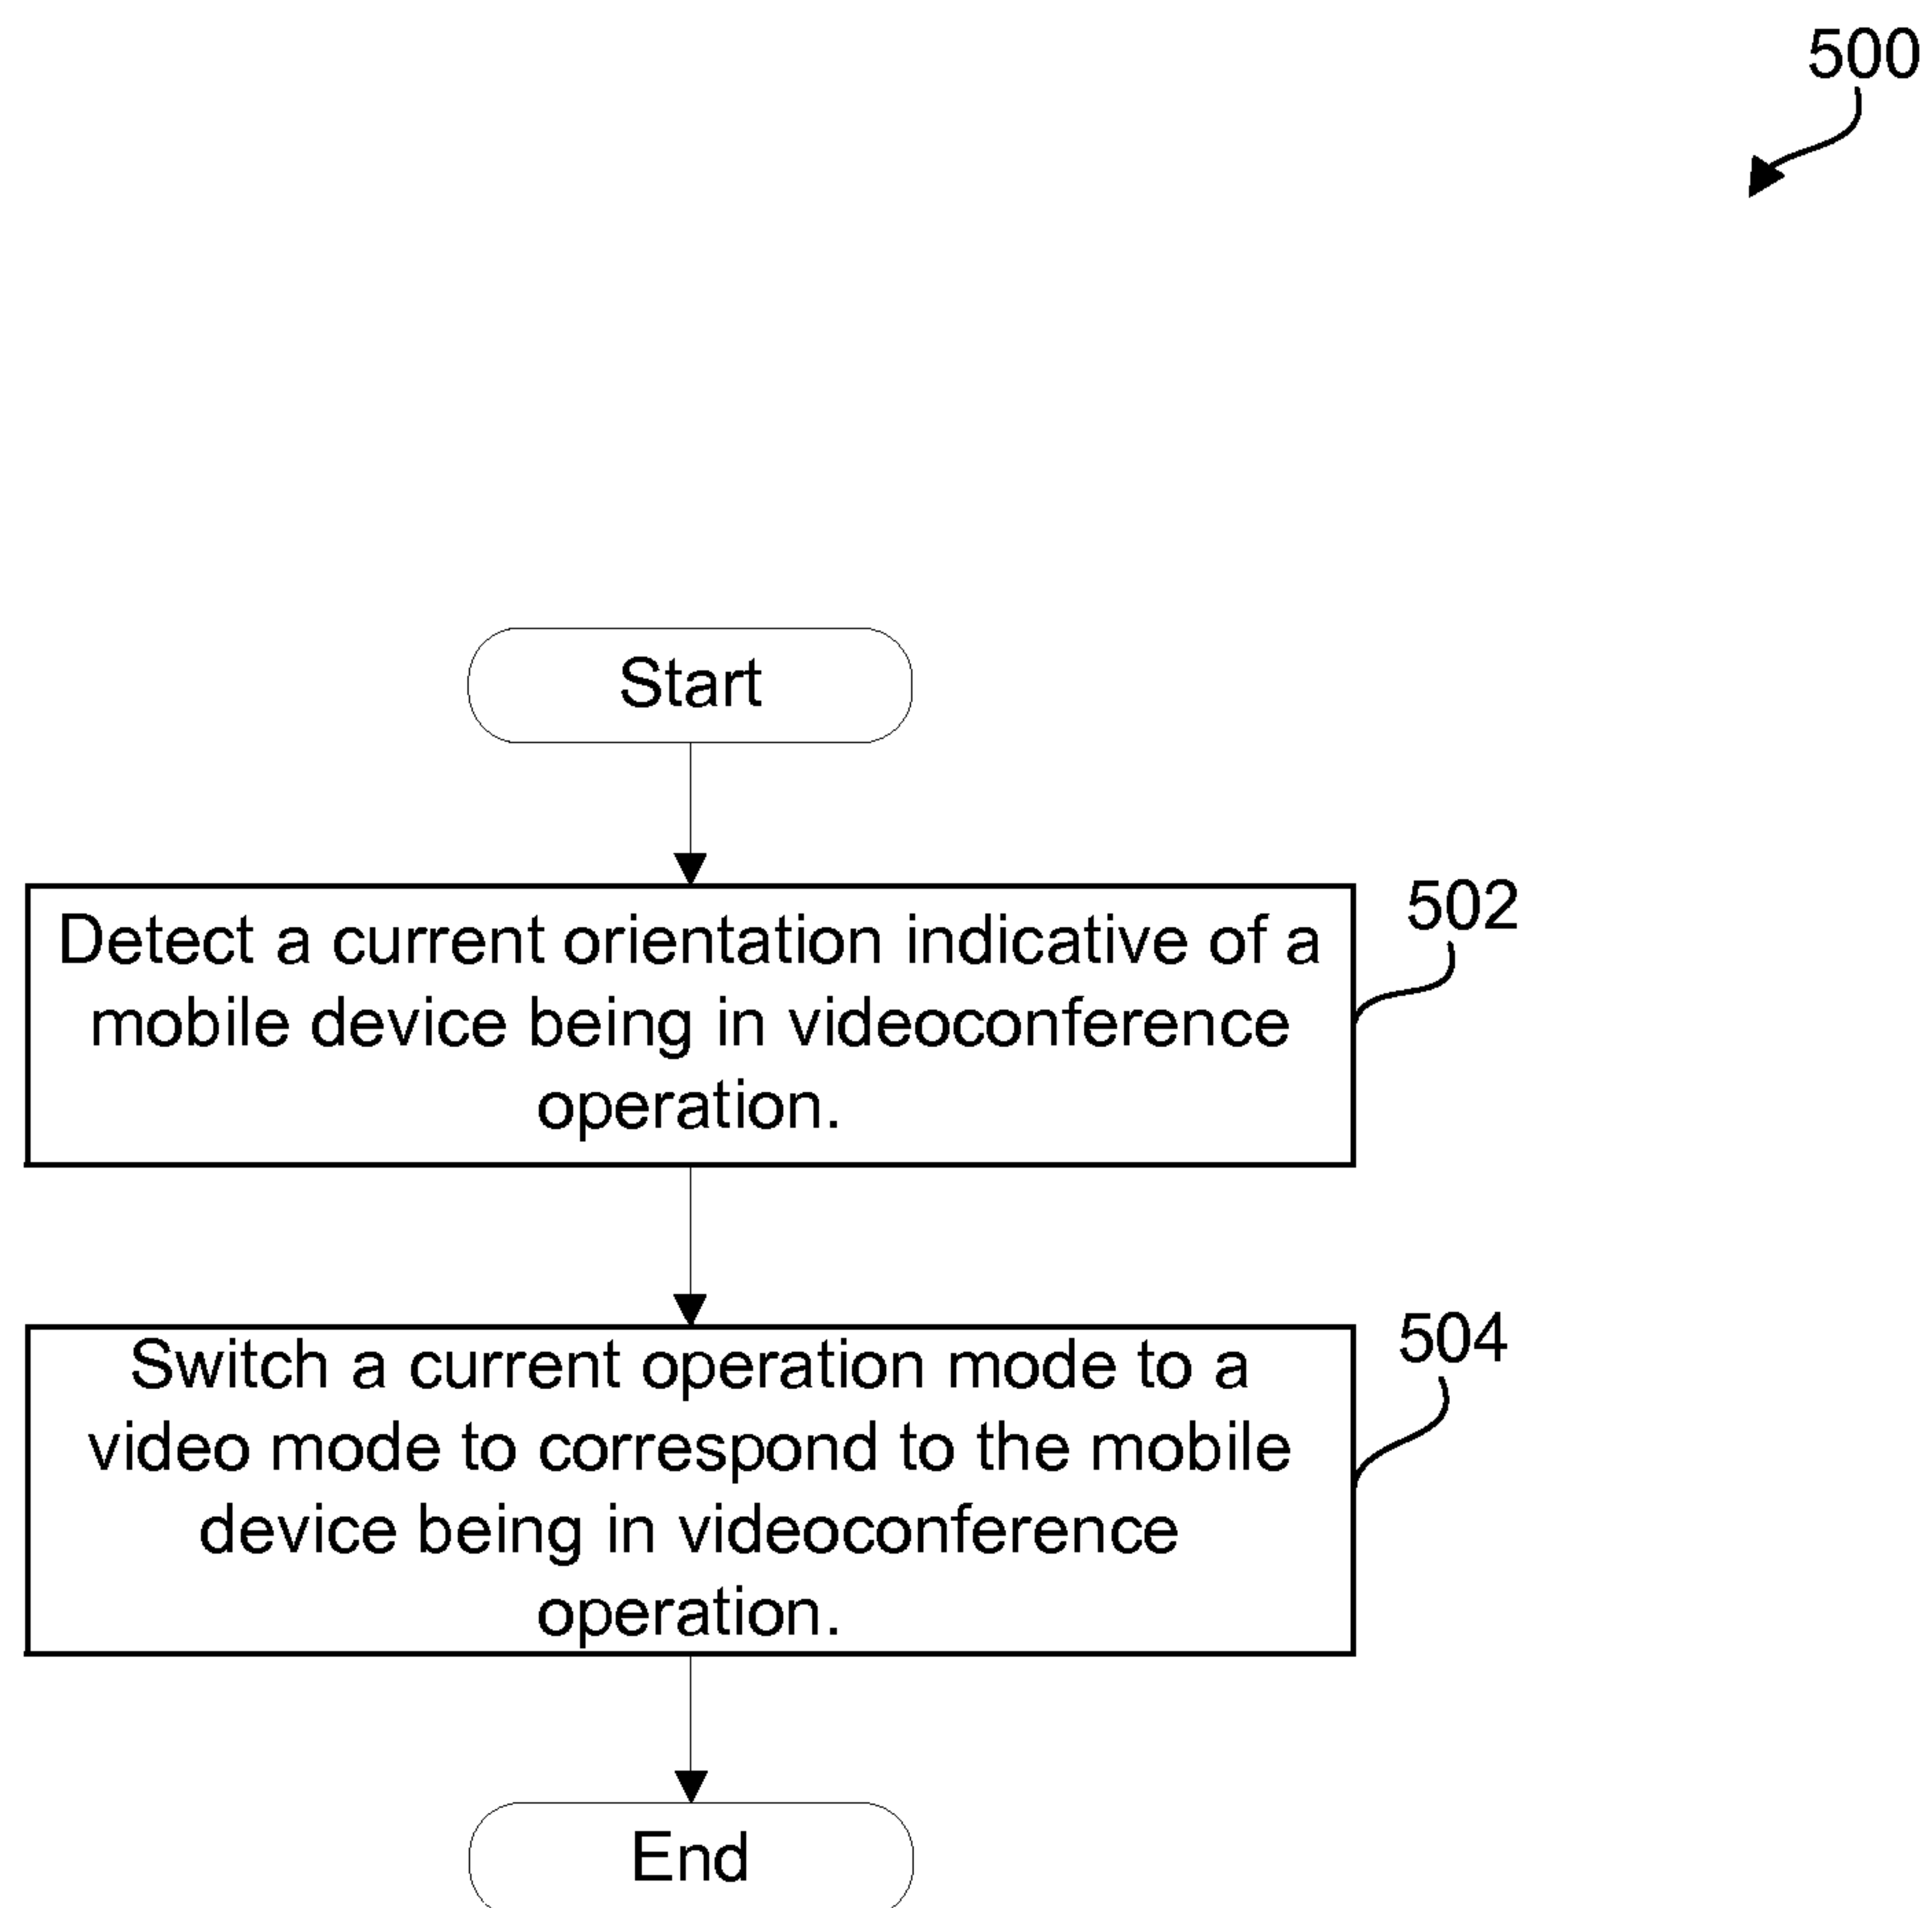 500
Start
Detect a current orientation indicative of a
mobile device being in videoconference
operation.
502
Switch a current operation mode to a
video mode to correspond to the mobile
device being in videoconference
operation.
504
End